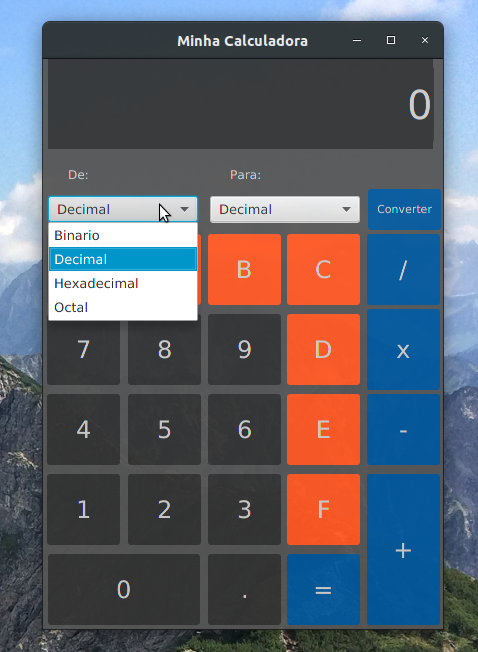 Minha Calculadora
0
De: Para:
Decimal Decimal Converter
Binario
Decimal
Hexadecimal
Octal
B C /
7 8 9 D x
4 5 6 E -
1 2 3 F +
0 . =